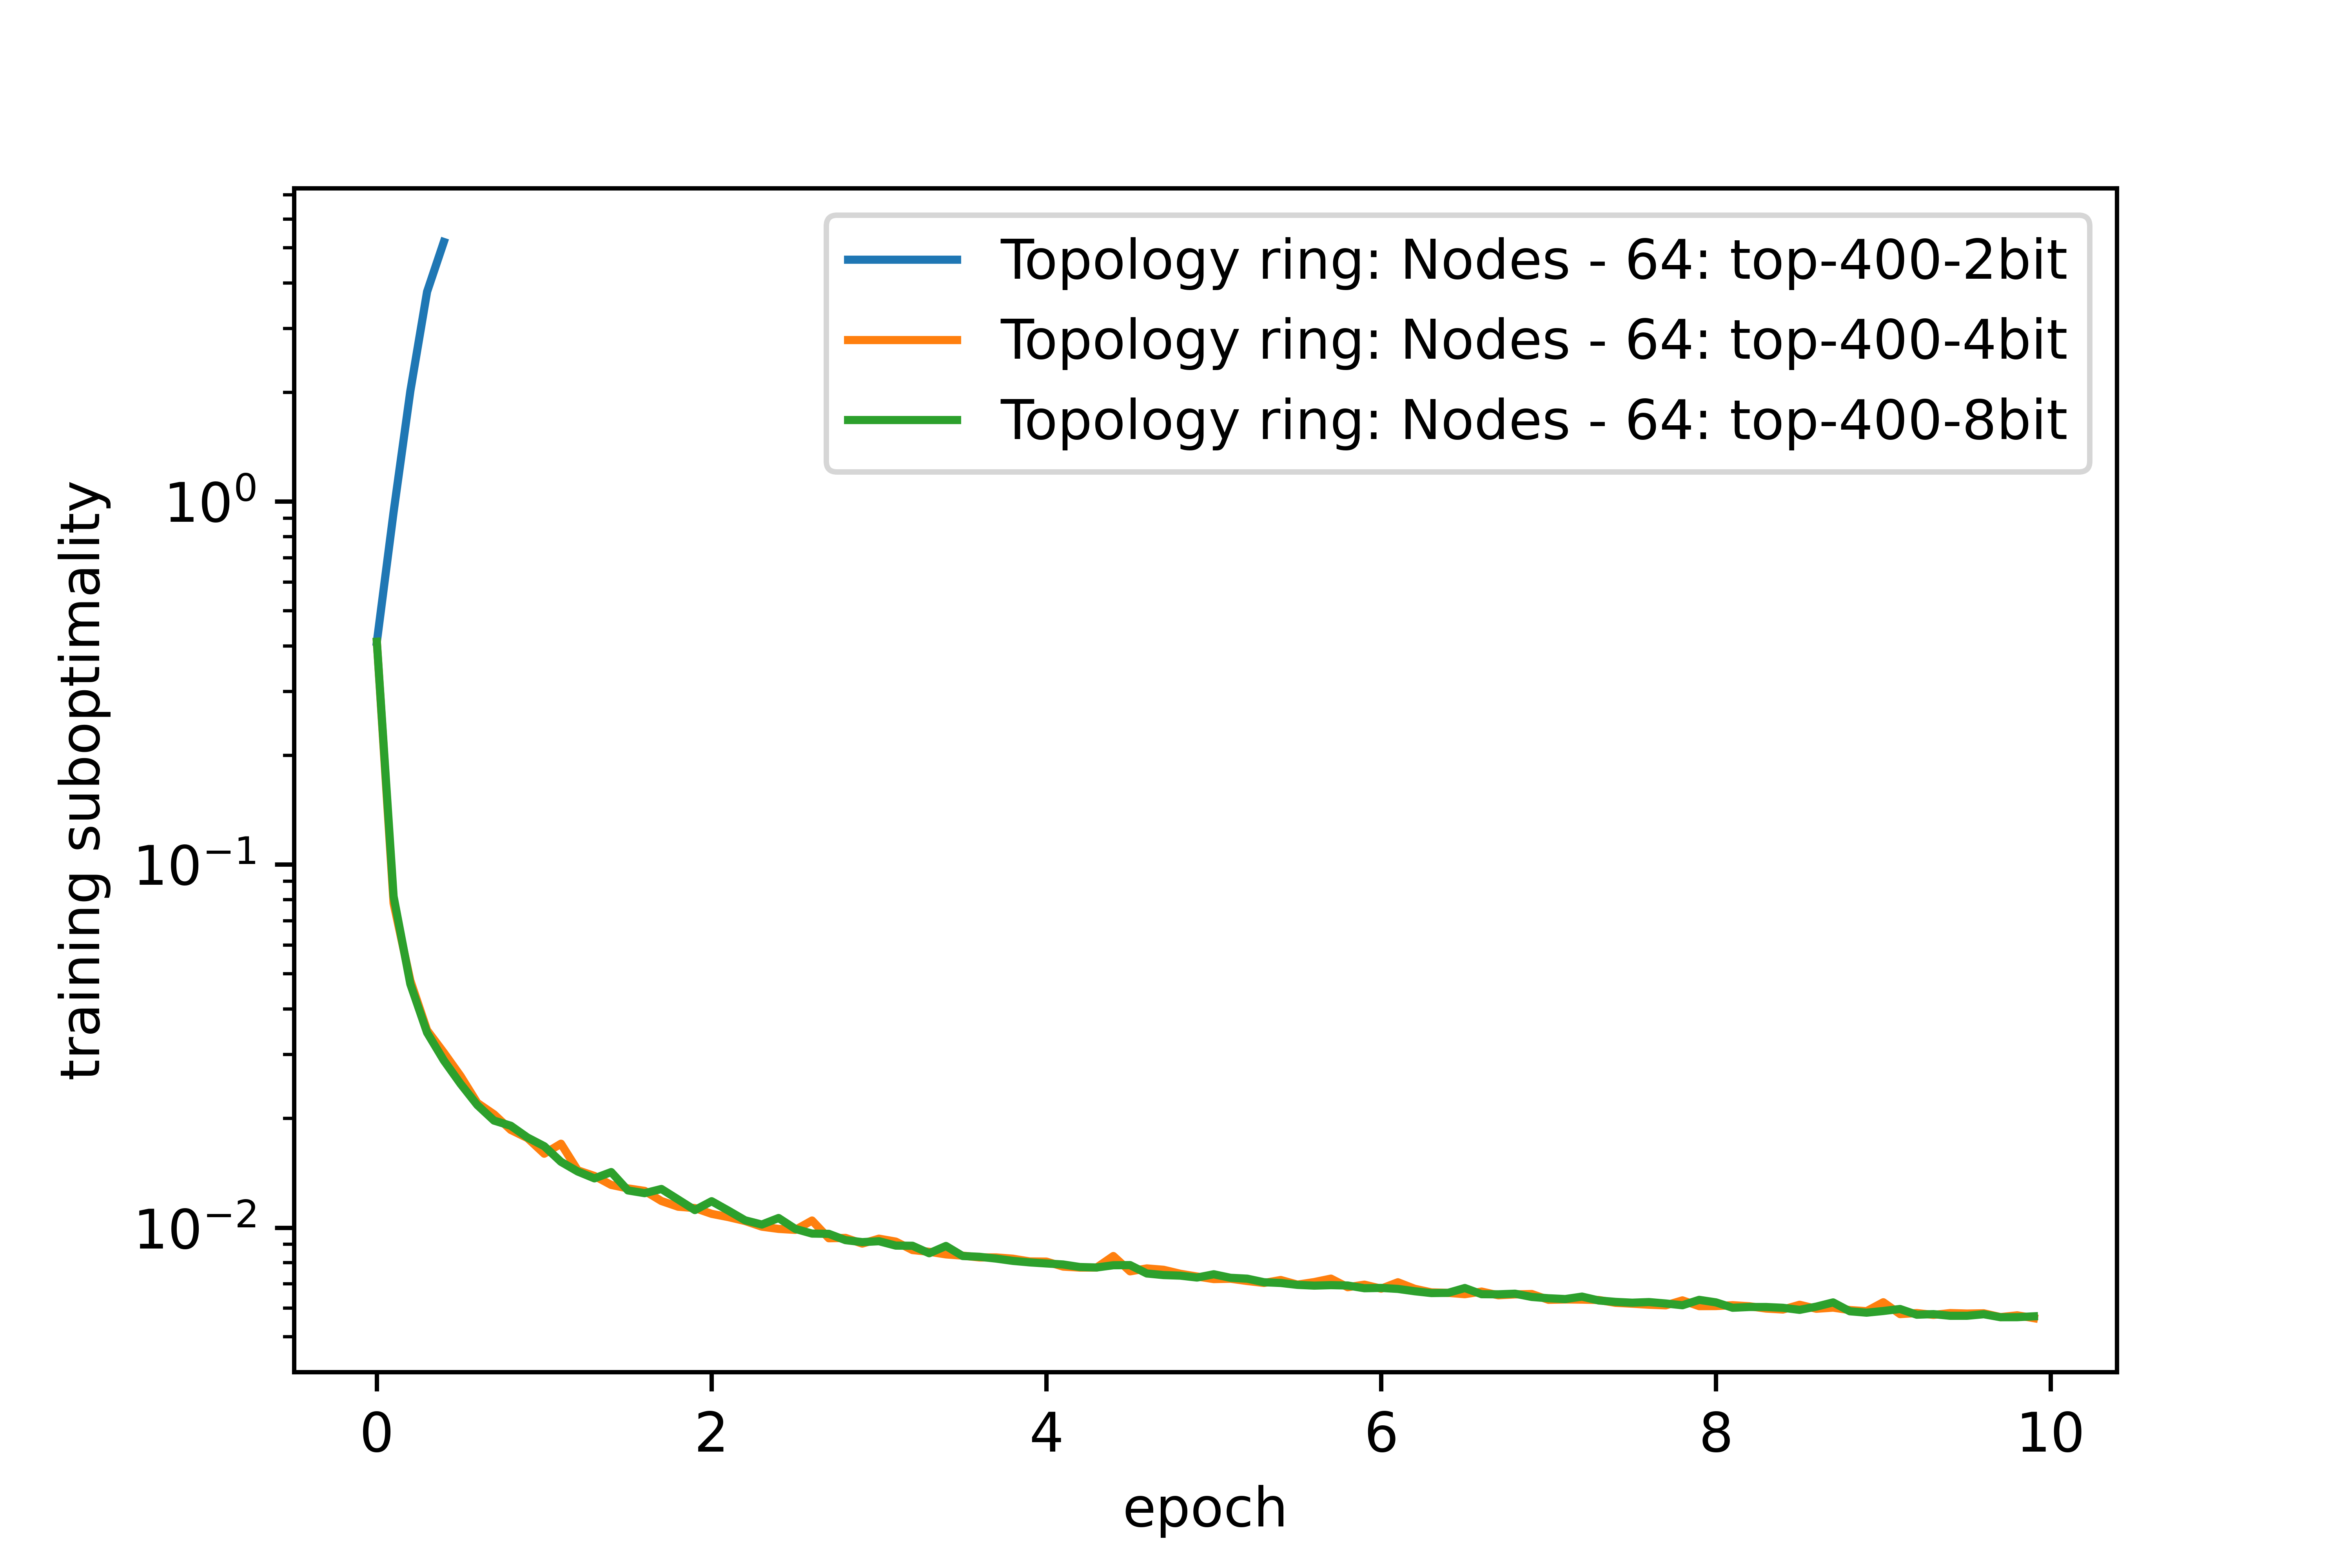 Topology ring: Nodes - 64: top-400-2bit
Topology ring: Nodes - 64: top-400-4bit
Topology ring: Nodes - 64: top-400-8bit
training suboptimality
10⁰
10⁻¹
10⁻²
0 2 4 6 8 10
epoch